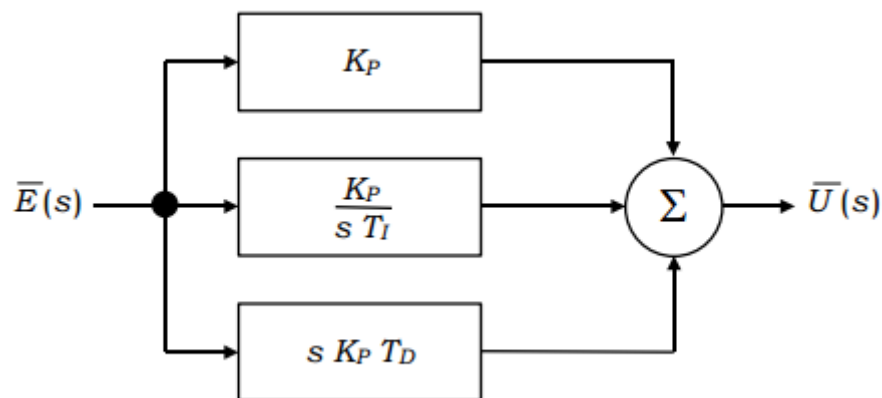 K_P
E̅(s)
K_P
s T_I
Σ
U̅(s)
s K_P T_D